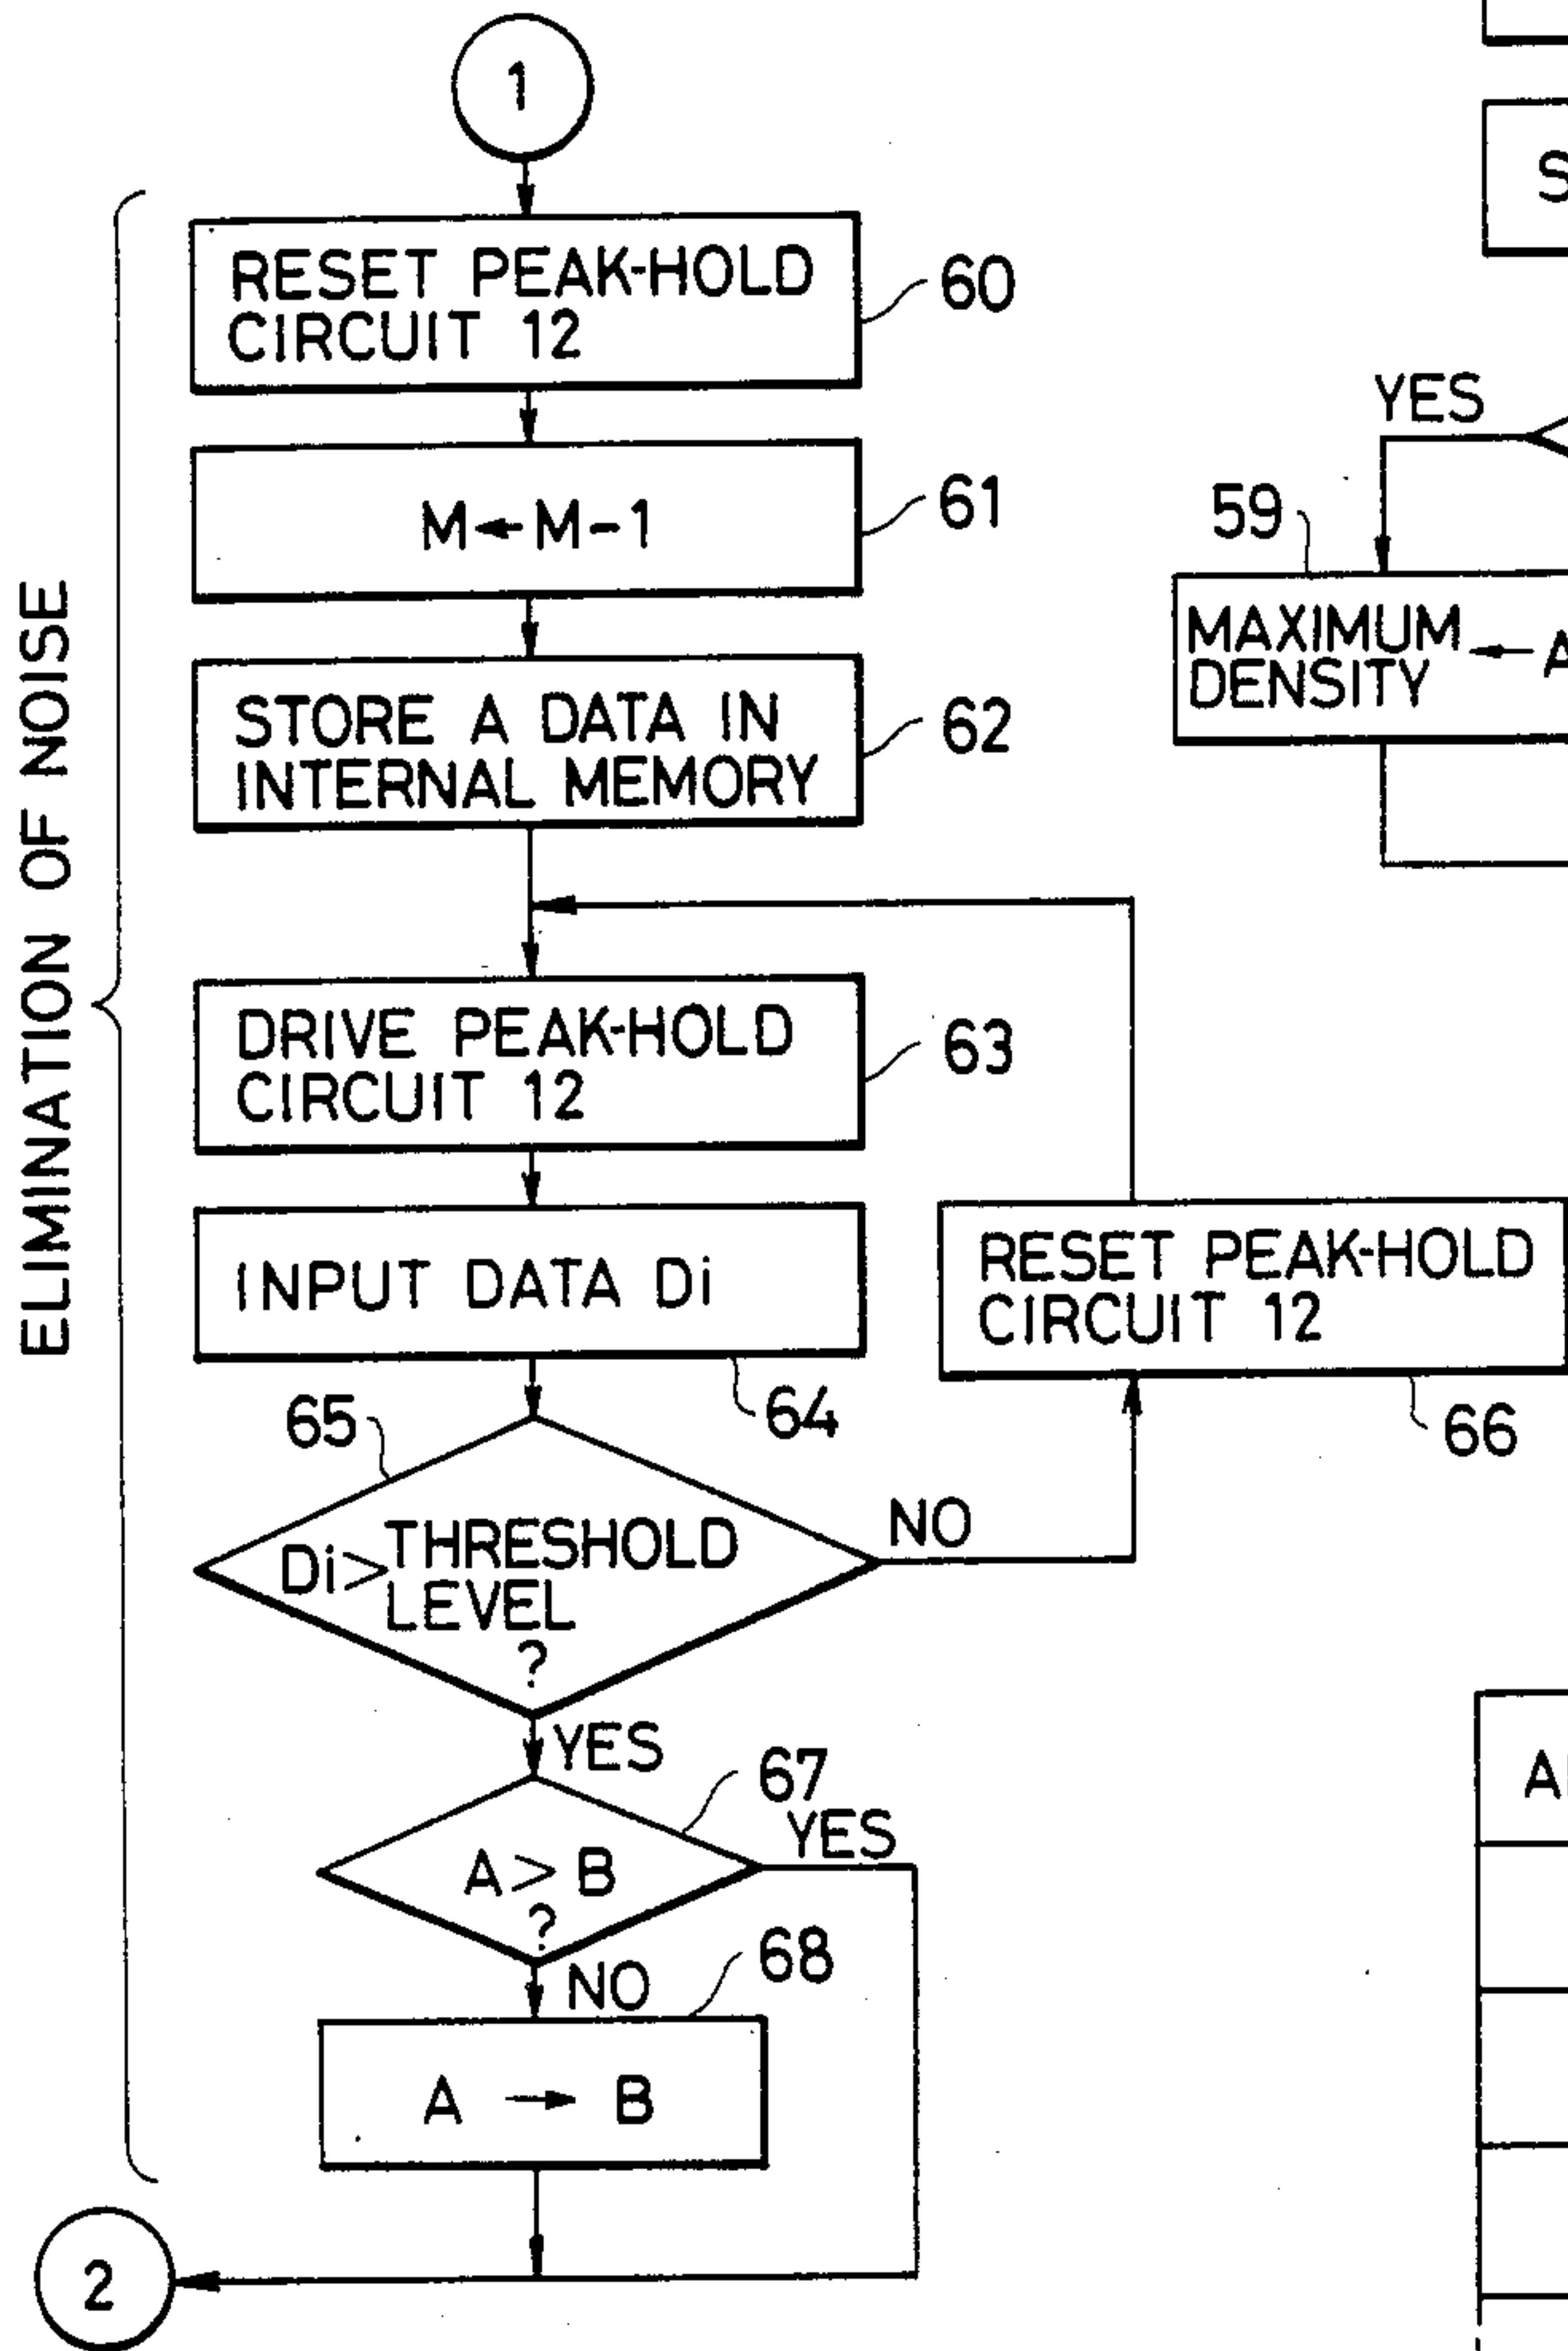 1
RESET PEAK-HOLD
CIRCUIT 12
60
M←M-1
61
STORE A DATA IN
INTERNAL MEMORY
62
DRIVE PEAK-HOLD
CIRCUIT 12
63
INPUT DATA Di
64
65
Di>THRESHOLD
LEVEL
?
NO
RESET PEAK-HOLD
CIRCUIT 12
66
YES
67
A>B
?
YES
NO
68
A → B
2
ELIMINATION OF NOISE
YES
59
MAXIMUM
DENSITY ← A
S
A